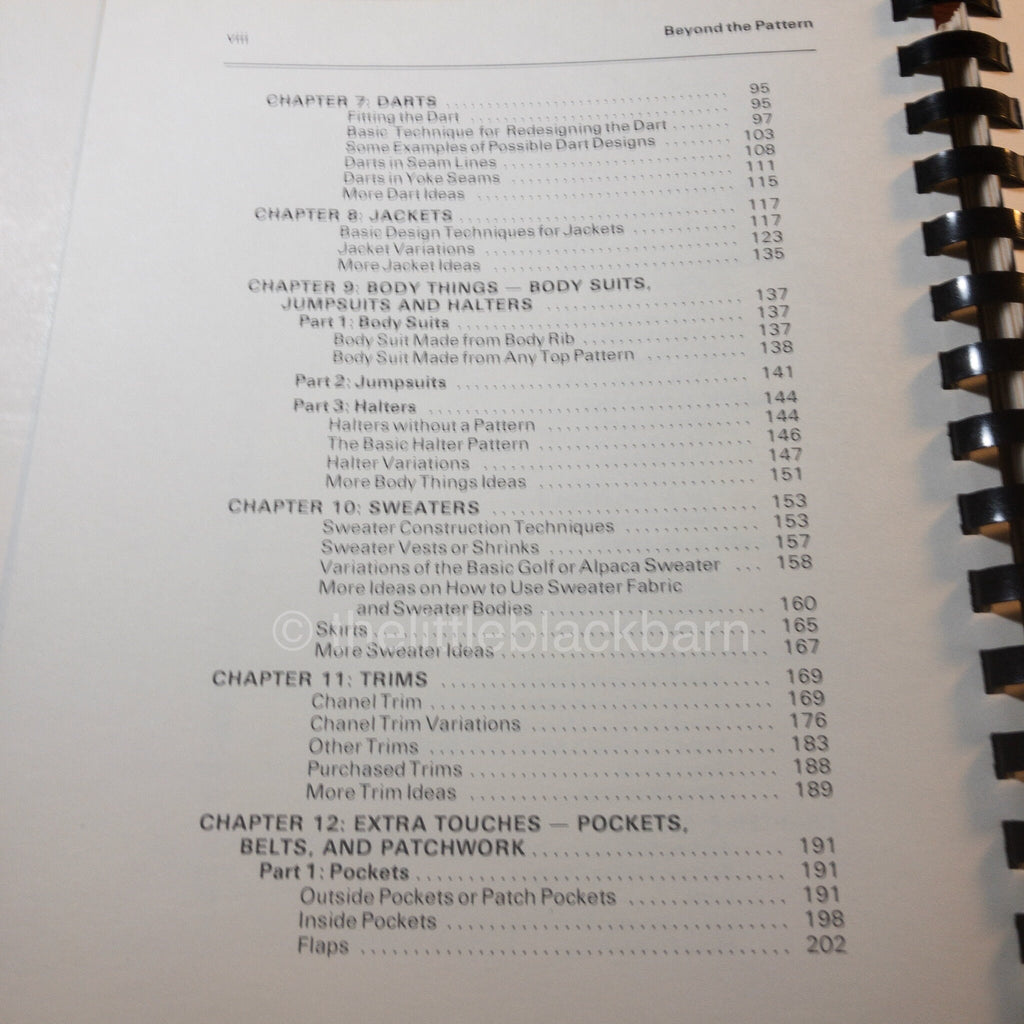 viii
Beyond the Pattern
CHAPTER 7: DARTS ........................................ 95
Fitting the Dart ........................................ 95
Basic Technique for Redesigning the Dart ....... 97
Some Examples of Possible Dart Designs ........ 103
Darts in Seam Lines ................................ 108
Darts in Yoke Seams ................................ 111
More Dart Ideas .................................... 115
CHAPTER 8: JACKETS .................................... 117
Basic Design Techniques for Jackets ............ 117
Jacket Variations ................................. 123
More Jacket Ideas ................................. 135
CHAPTER 9: BODY THINGS — BODY SUITS,
JUMPSUITS AND HALTERS .......................... 137
Part 1: Body Suits ................................... 137
Body Suit Made from Body Rib .................... 137
Body Suit Made from Any Top Pattern ........... 138
Part 2: Jumpsuits .................................... 141
Part 3: Halters ....................................... 144
Halters without a Pattern ......................... 144
The Basic Halter Pattern .......................... 146
Halter Variations .................................. 147
More Body Things Ideas ........................... 151
CHAPTER 10: SWEATERS ................................ 153
Sweater Construction Techniques ............... 153
Sweater Vests or Shrinks ......................... 157
Variations of the Basic Golf or Alpaca Sweater ... 158
More Ideas on How to Use Sweater Fabric
and Sweater Bodies ............................ 160
Skirts ............................................... 165
More Sweater Ideas ................................ 167
© thelittleblackbarn
CHAPTER 11: TRIMS .................................... 169
Chanel Trim ........................................ 169
Chanel Trim Variations ............................ 176
Other Trims ........................................ 183
Purchased Trims ................................... 188
More Trim Ideas ................................... 189
CHAPTER 12: EXTRA TOUCHES — POCKETS,
BELTS, AND PATCHWORK ........................... 191
Part 1: Pockets ....................................... 191
Outside Pockets or Patch Pockets ............... 191
Inside Pockets ..................................... 198
Flaps ............................................... 202